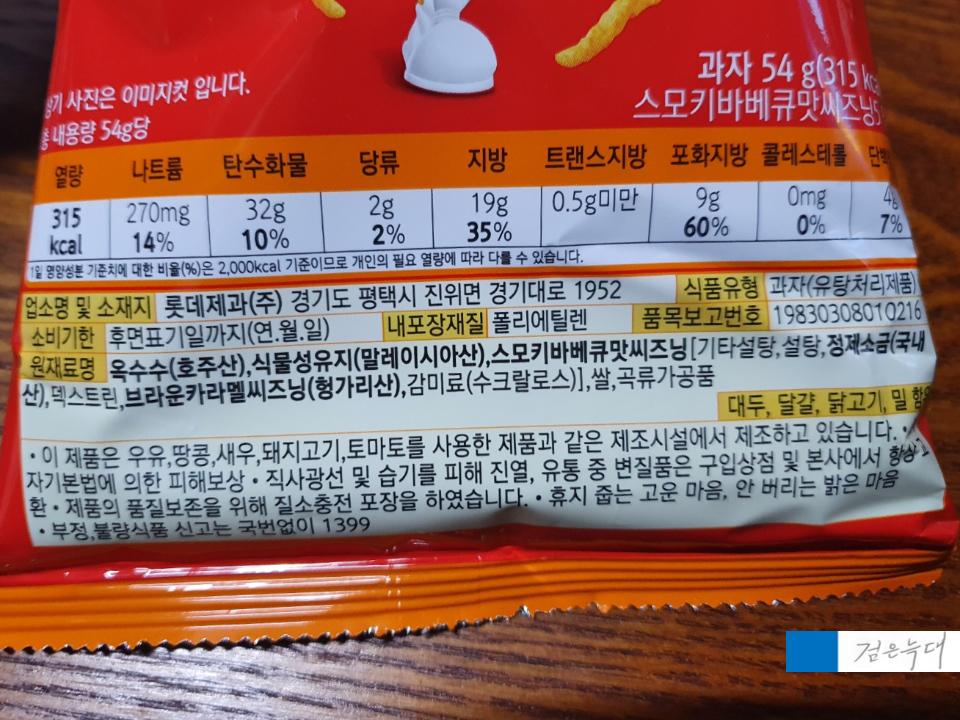 과자 54 g(315
스모키바베큐맛씨즈닝
사진은 이미지컷 입니다.
총 내용량 54g당
열량 나트륨 탄수화물 당류 지방 트랜스지방 포화지방 콜레스테롤
315 270mg 32g 2g 19g 0.5g미만 9g 0mg
kcal 14% 10% 2% 35% 60% 0% 7%
1일 영양성분 기준치에 대한 비율(%)은 2,000kcal 기준이므로 개인의 필요 열량에 따라 다를 수 있습니다.
업소명 및 소재지 롯데제과(주) 경기도 평택시 진위면 경기대로 1952 식품유형 과자(유탕처리제품)
소비기한 후면표기일까지(연.월.일) 내포장재질 폴리에틸렌 품목보고번호 19830308010216
원재료명 옥수수(호주산),식물성유지(말레이시아산),스모키바베큐맛씨즈닝[기타설탕,설탕,정제소금(국내
산),덱스트린,브라운카라멜씨즈닝(헝가리산),감미료(수크랄로스)],쌀,곡류가공품
대두, 달걀, 닭고기, 밀
• 이 제품은 우유,땅콩,새우,돼지고기,토마토를 사용한 제품과 같은 제조시설에서 제조하고 있습니다. •
자기본법에 의한 피해보상 • 직사광선 및 습기를 피해 진열, 유통 중 변질품은 구입상점 및 본사에서 항상
환 • 제품의 품질보존을 위해 질소충전 포장을 하였습니다. • 휴지 줍는 고운 마음, 안 버리는 밝은 마음
• 부정,불량식품 신고는 국번없이 1399
검은늑대